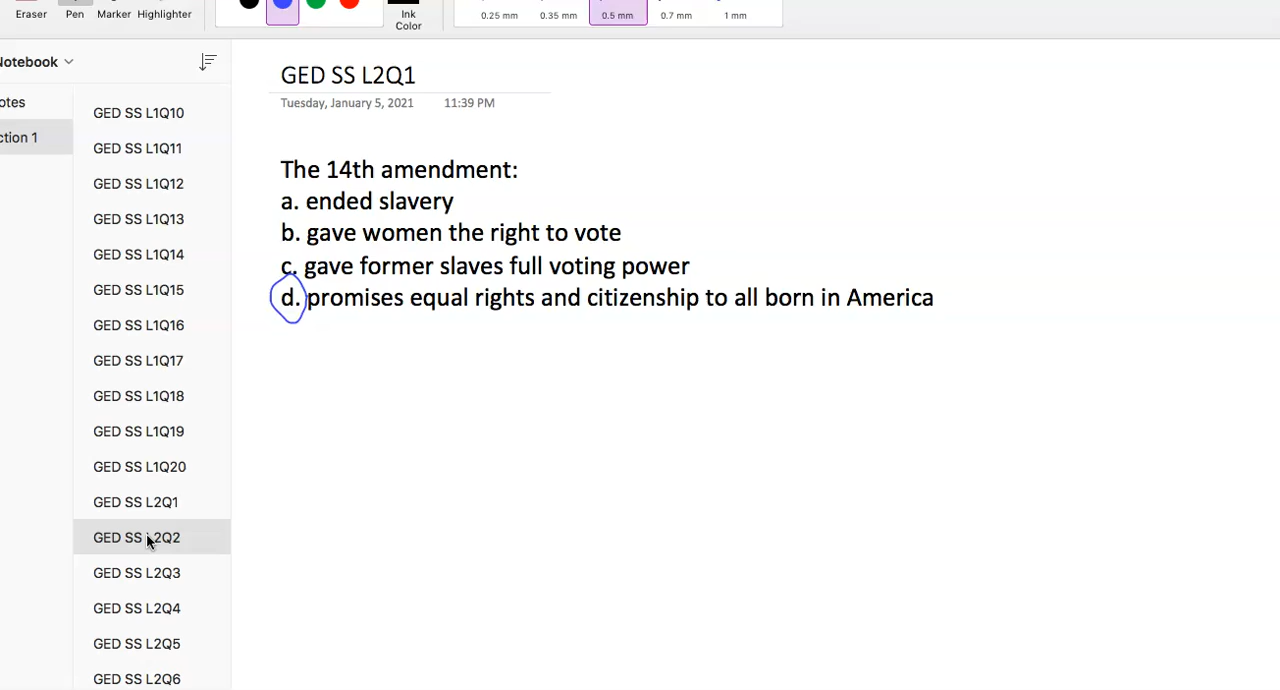 Eraser
Pen
Marker
Highlighter
Ink
Color
0.25 mm
0.35 mm
0.5 mm
0.7 mm
1 mm
Notebook
otes
ction 1
GED SS L1Q10
GED SS L1Q11
GED SS L1Q12
GED SS L1Q13
GED SS L1Q14
GED SS L1Q15
GED SS L1Q16
GED SS L1Q17
GED SS L1Q18
GED SS L1Q19
GED SS L1Q20
GED SS L2Q1
GED SS L2Q2
GED SS L2Q3
GED SS L2Q4
GED SS L2Q5
GED SS L2Q6
GED SS L2Q1
Tuesday, January 5, 2021 11:39 PM
The 14th amendment:
a. ended slavery
b. gave women the right to vote
c. gave former slaves full voting power
d. promises equal rights and citizenship to all born in America